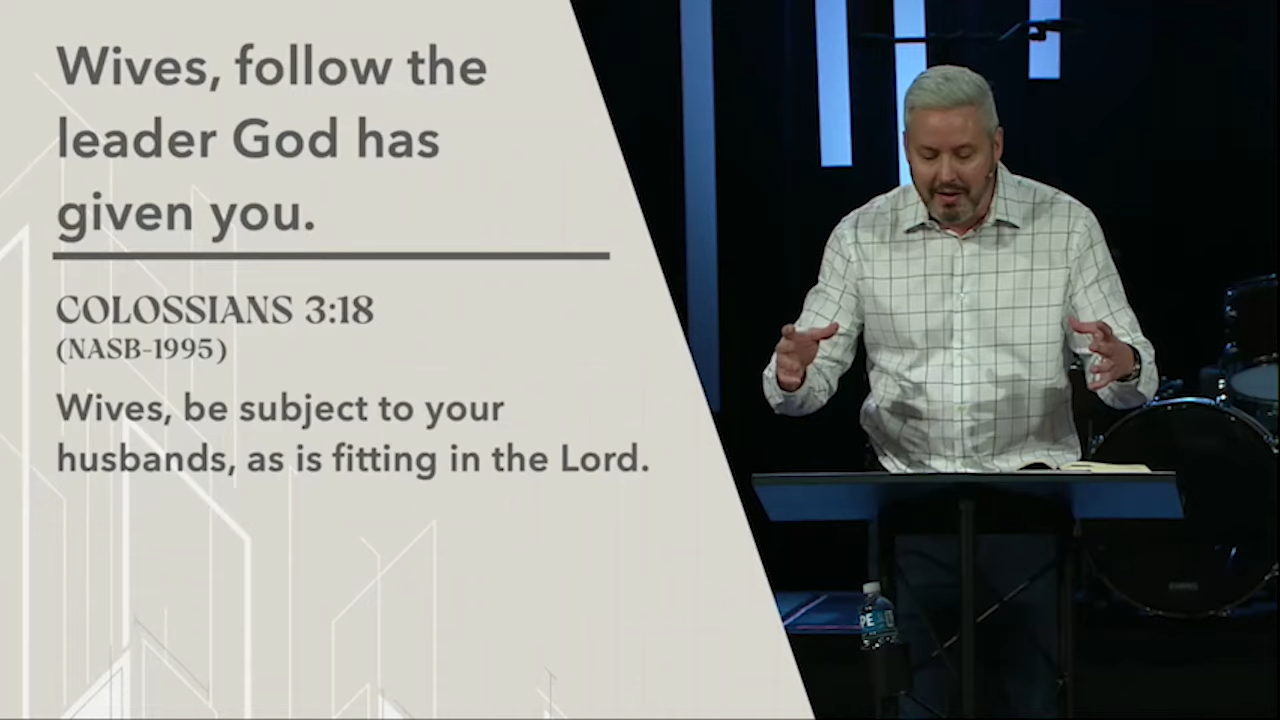 Wives, follow the
leader God has
given you.
COLOSSIANS 3:18
(NASB-1995)
Wives, be subject to your
husbands, as is fitting in the Lord.